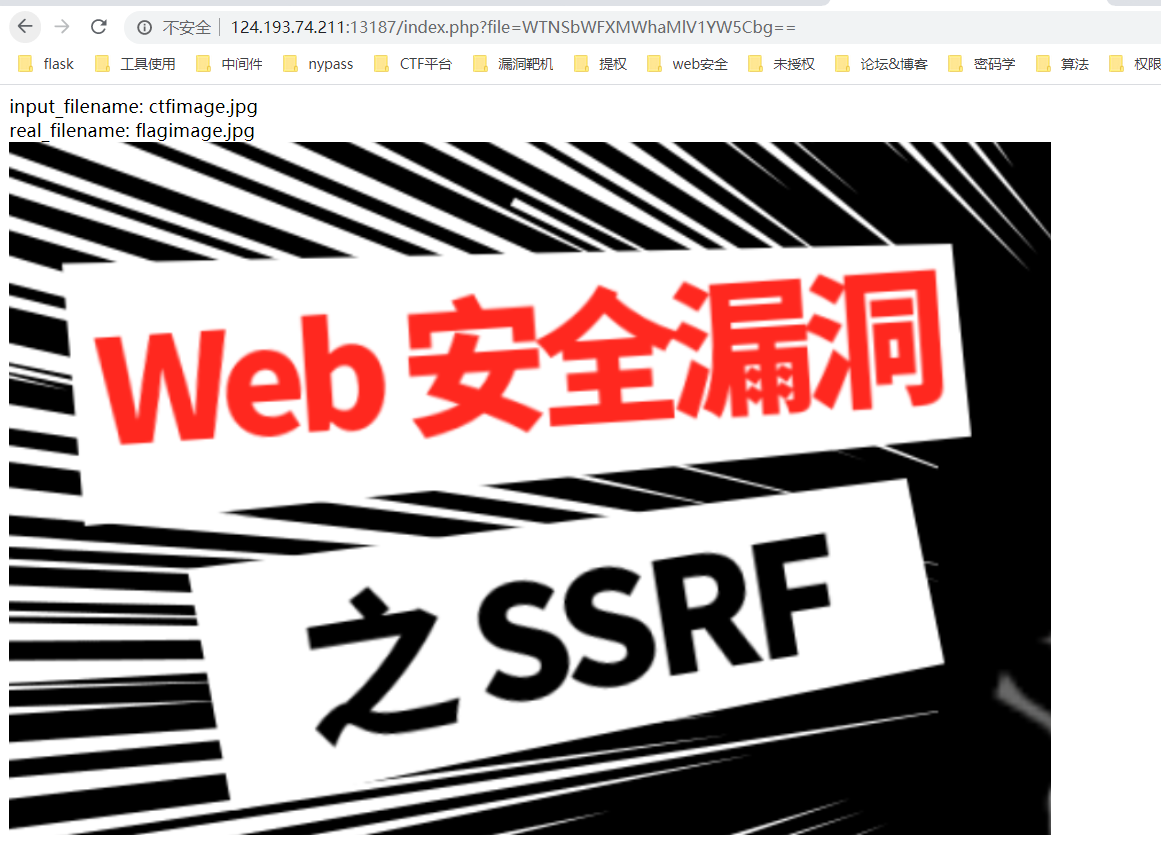 不安全 124.193.74.211:13187/index.php?file=WTNSbWFXMWhaMlV1YW5Cbg==
flask 工具使用 中间件 nypass CTF平台 漏洞靶机 提权 web安全 未授权 论坛&博客 密码学 算法 权限
input_filename: ctfimage.jpg
real_filename: flagimage.jpg
Web 安全漏洞
之 SSRF